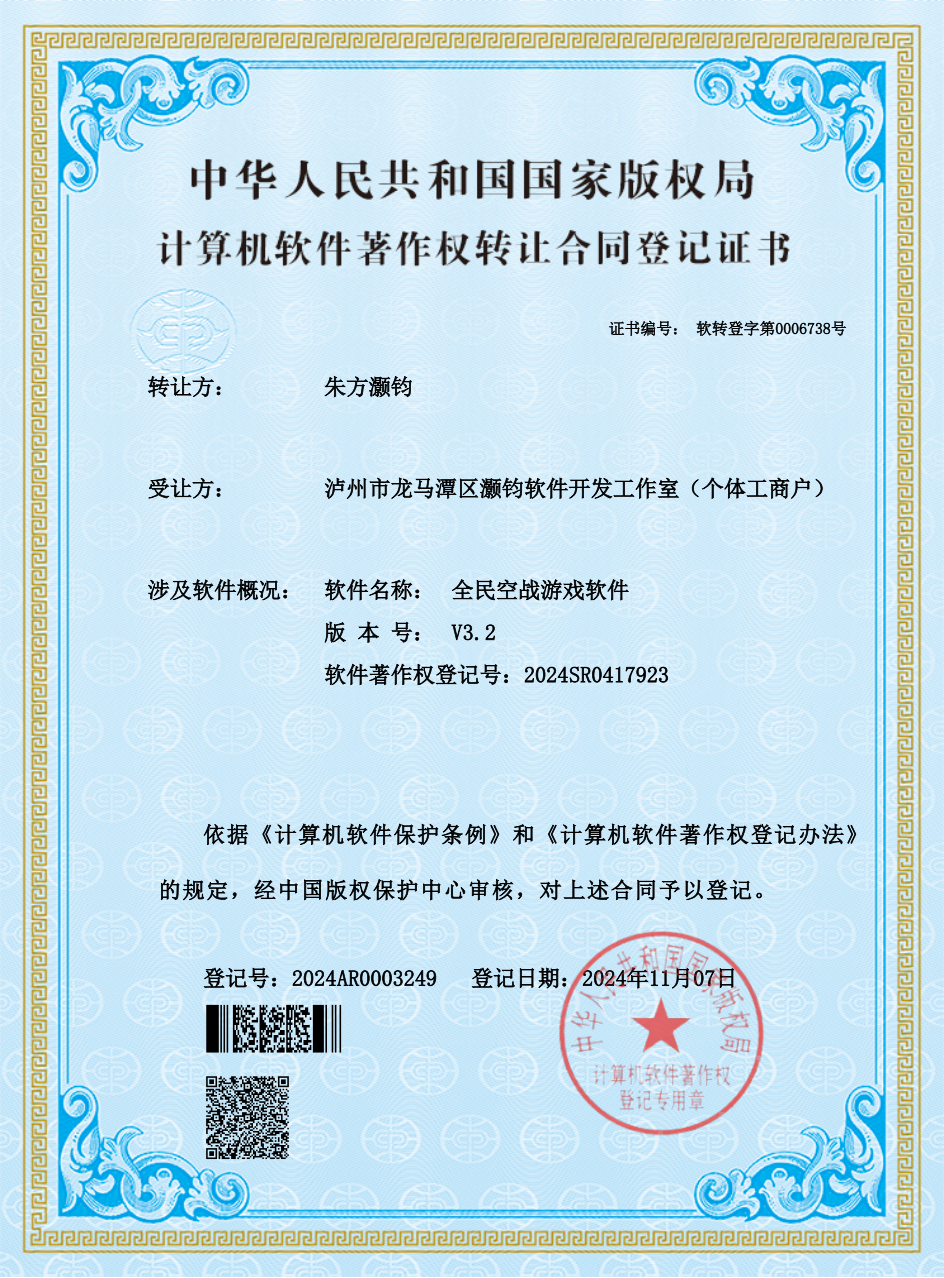 中华人民共和国国家版权局
计算机软件著作权转让合同登记证书
证书编号： 软转登字第0006738号
转让方： 朱方灏钧
受让方： 泸州市龙马潭区灏钧软件开发工作室（个体工商户）
涉及软件概况： 软件名称： 全民空战游戏软件
版 本 号： V3.2
软件著作权登记号：2024SR0417923
依据《计算机软件保护条例》和《计算机软件著作权登记办法》
的规定，经中国版权保护中心审核，对上述合同予以登记。
登记号：2024AR0003249 登记日期：2024年11月07日
中华人民共和国国家版权局
计算机软件著作权
登记专用章